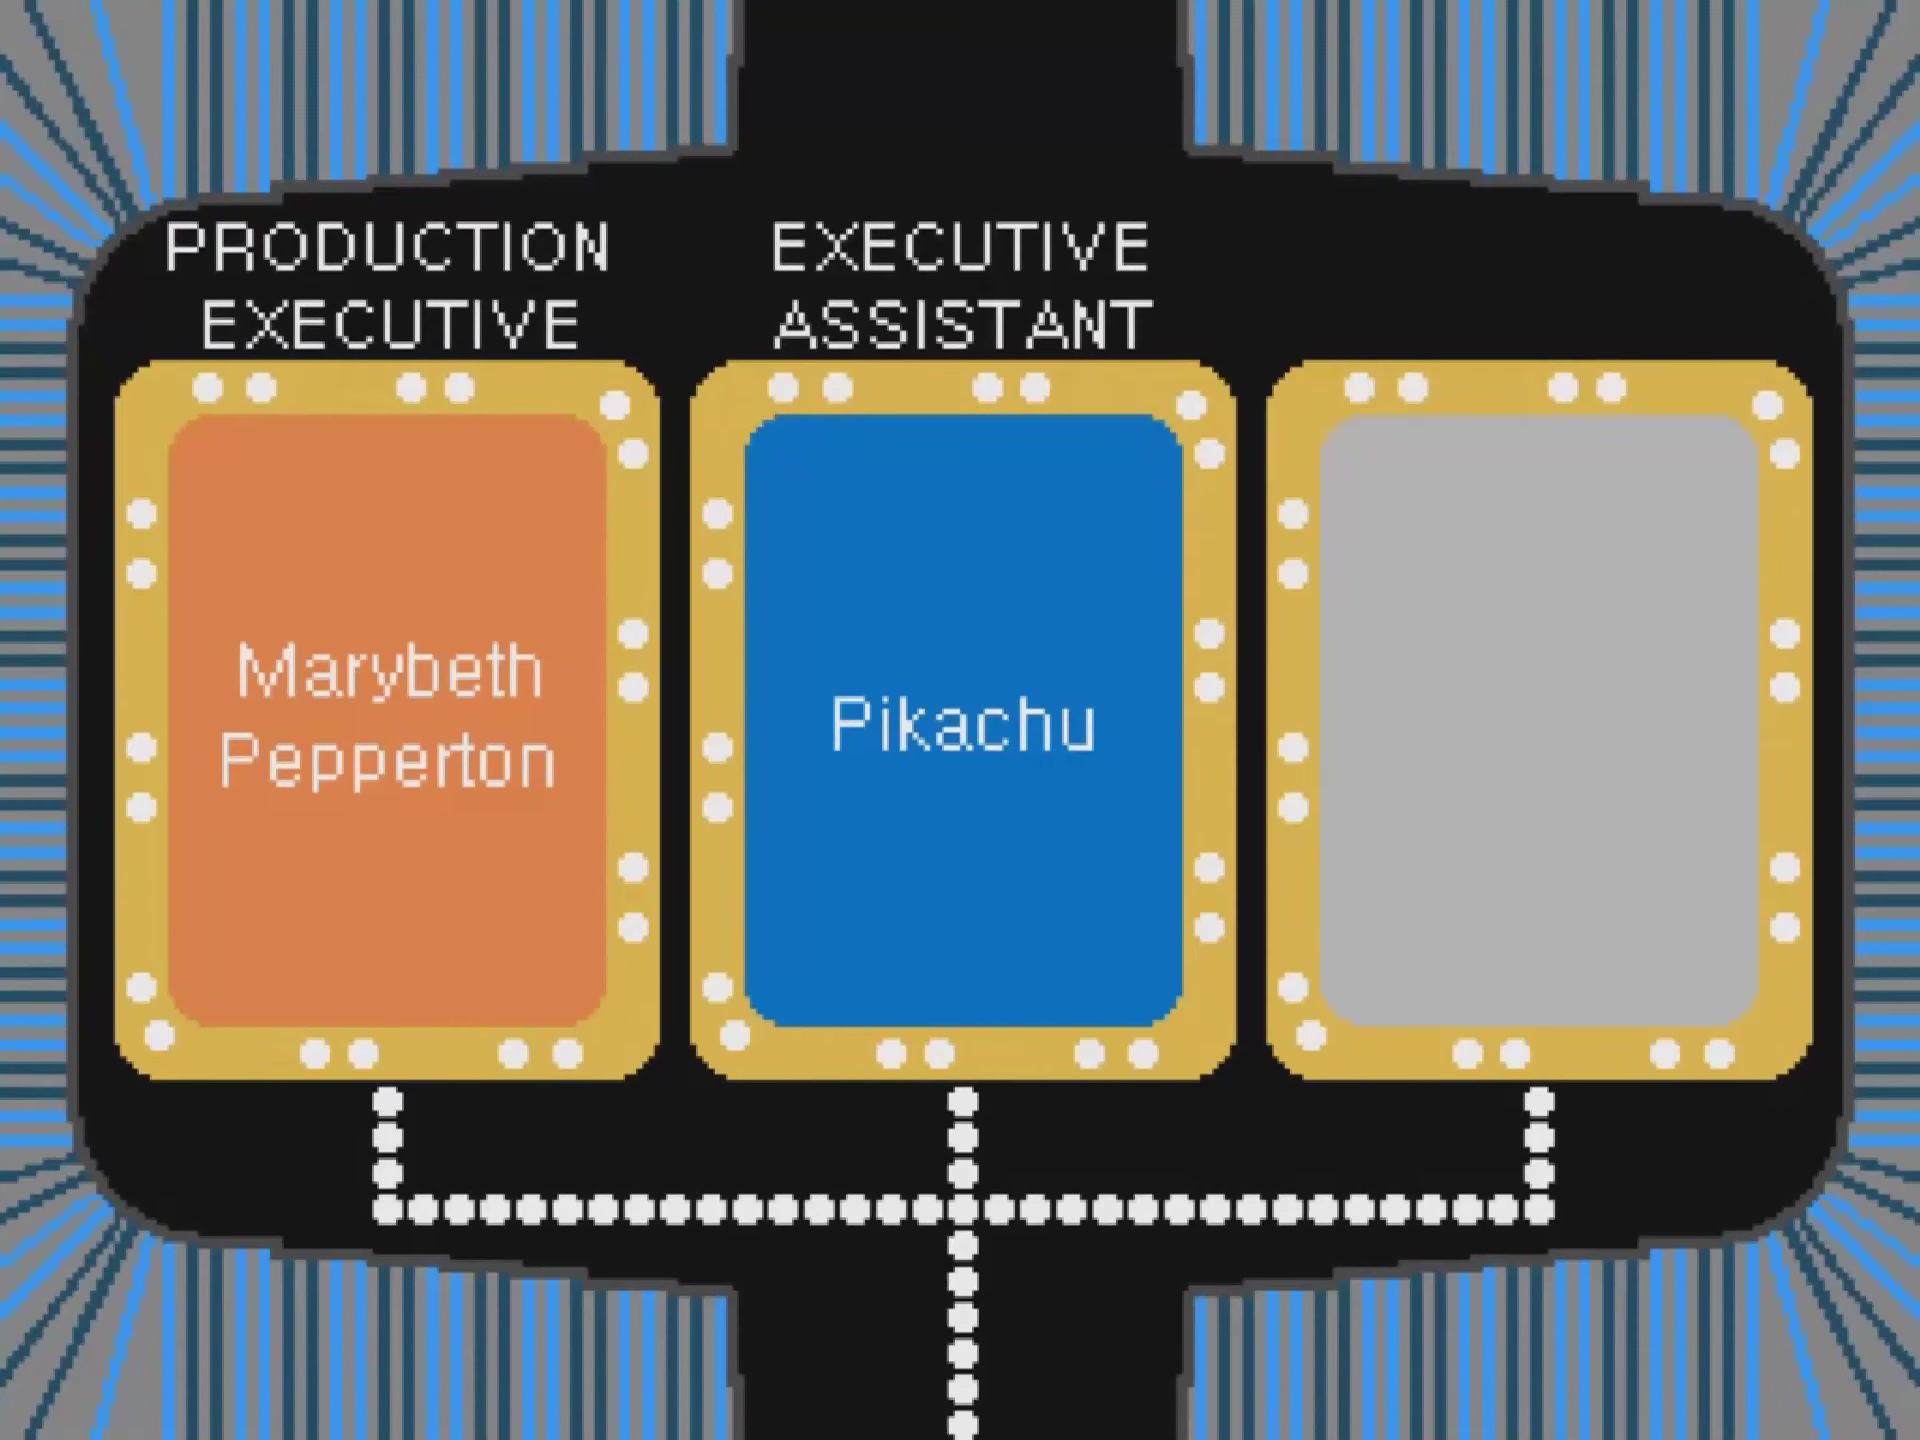 PRODUCTION
EXECUTIVE
EXECUTIVE
ASSISTANT
Marybeth
Pepperton
Pikachu